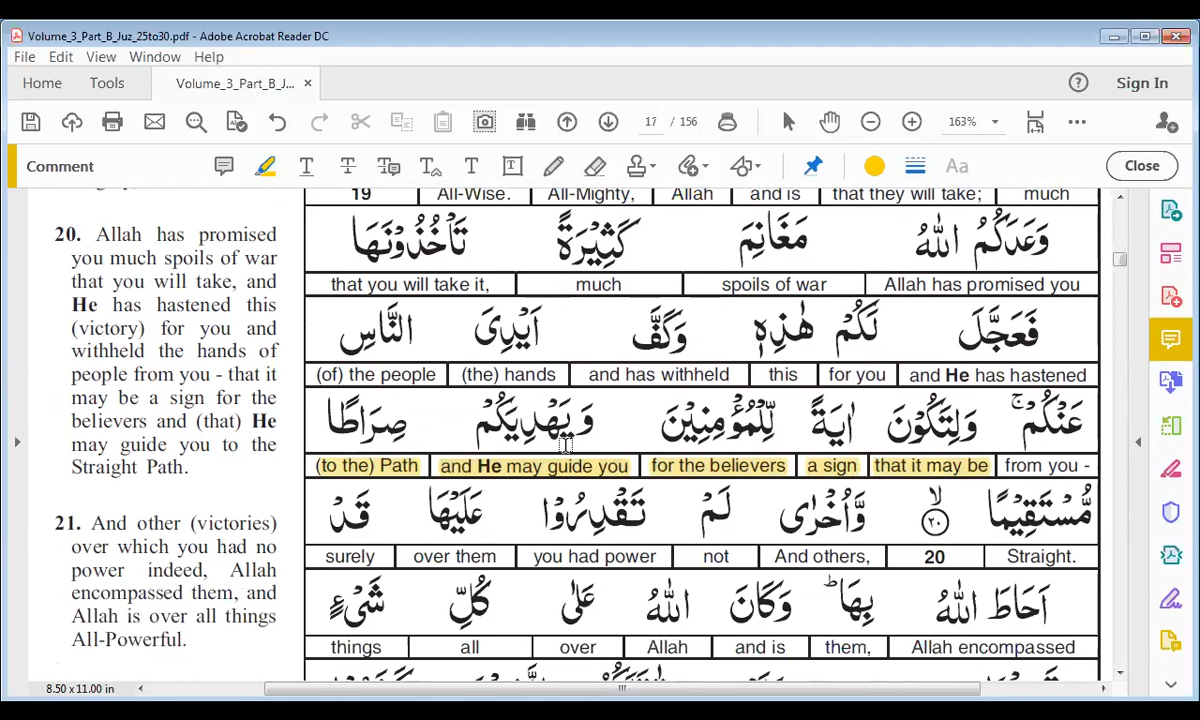 Volume_3_Part_B_Juz_25to30.pdf - Adobe Acrobat Reader DC
File Edit View Window Help
Home Tools Volume_3_Part_B_J... × Sign In
17 / 156 163%
Comment Close
20. Allah has promised
you much spoils of war
that you will take, and
He has hastened this
(victory) for you and
withheld the hands of
people from you - that it
may be a sign for the
believers and (that) He
may guide you to the
Straight Path.
21. And other (victories)
over which you had no
power indeed, Allah
encompassed them, and
Allah is over all things
All-Powerful.
19 All-Wise. All-Mighty, Allah and is that they will take; much
وَعَدَكُمُ اللّٰهُ مَغَانِمَ كَثِيْرَةً تَاْخُذُوْنَهَا
that you will take it, much spoils of war Allah has promised you
فَعَجَّلَ لَكُمْ هٰذِهٖ وَكَفَّ اَيْدِىَ النَّاسِ
(of) the people (the) hands and has withheld this for you and He has hastened
عَنْكُمْ ۚ وَلِتَكُوْنَ اٰيَةً لِّلْمُؤْمِنِيْنَ وَيَهْدِيَكُمْ صِرَاطًا
(to the) Path and He may guide you for the believers a sign that it may be from you -
مُّسْتَقِيْمًا ۙ ٢٠ وَّاُخْرٰى لَمْ تَقْدِرُوْا عَلَيْهَا قَدْ
surely over them you had power not And others, 20 Straight.
اَحَاطَ اللّٰهُ بِهَا ؕ وَكَانَ اللّٰهُ عَلٰى كُلِّ شَىْءٍ
things all over Allah and is them, Allah encompassed
8.50 x 11.00 in